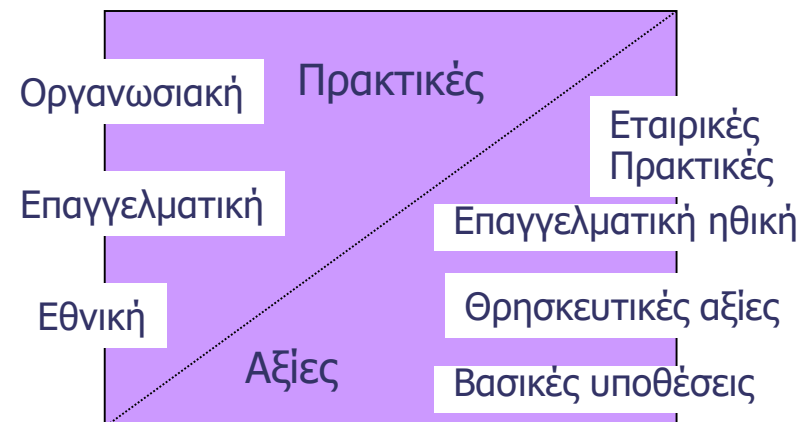 Πρακτικές
Οργανωσιακή
Εταιρικές
Πρακτικές
Επαγγελματική
Επαγγελματική ηθική
Εθνική
Θρησκευτικές αξίες
Αξίες
Βασικές υποθέσεις